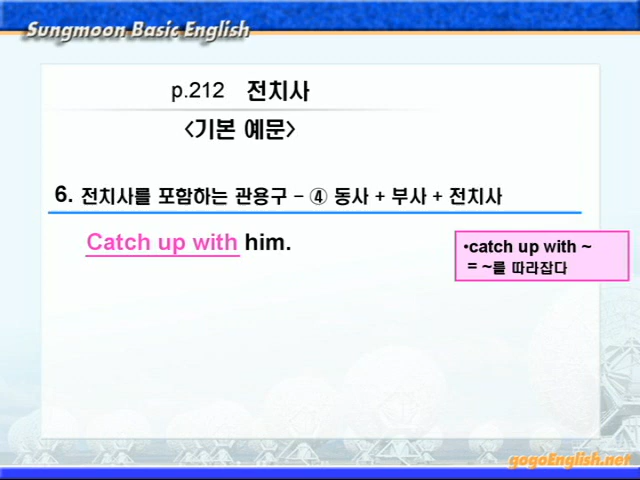 Sungmoon Basic English
p.212 전치사
<기본 예문>
6. 전치사를 포함하는 관용구 - ④ 동사 + 부사 + 전치사
Catch up with him.
•catch up with ~
= ~를 따라잡다
gogoEnglish.net